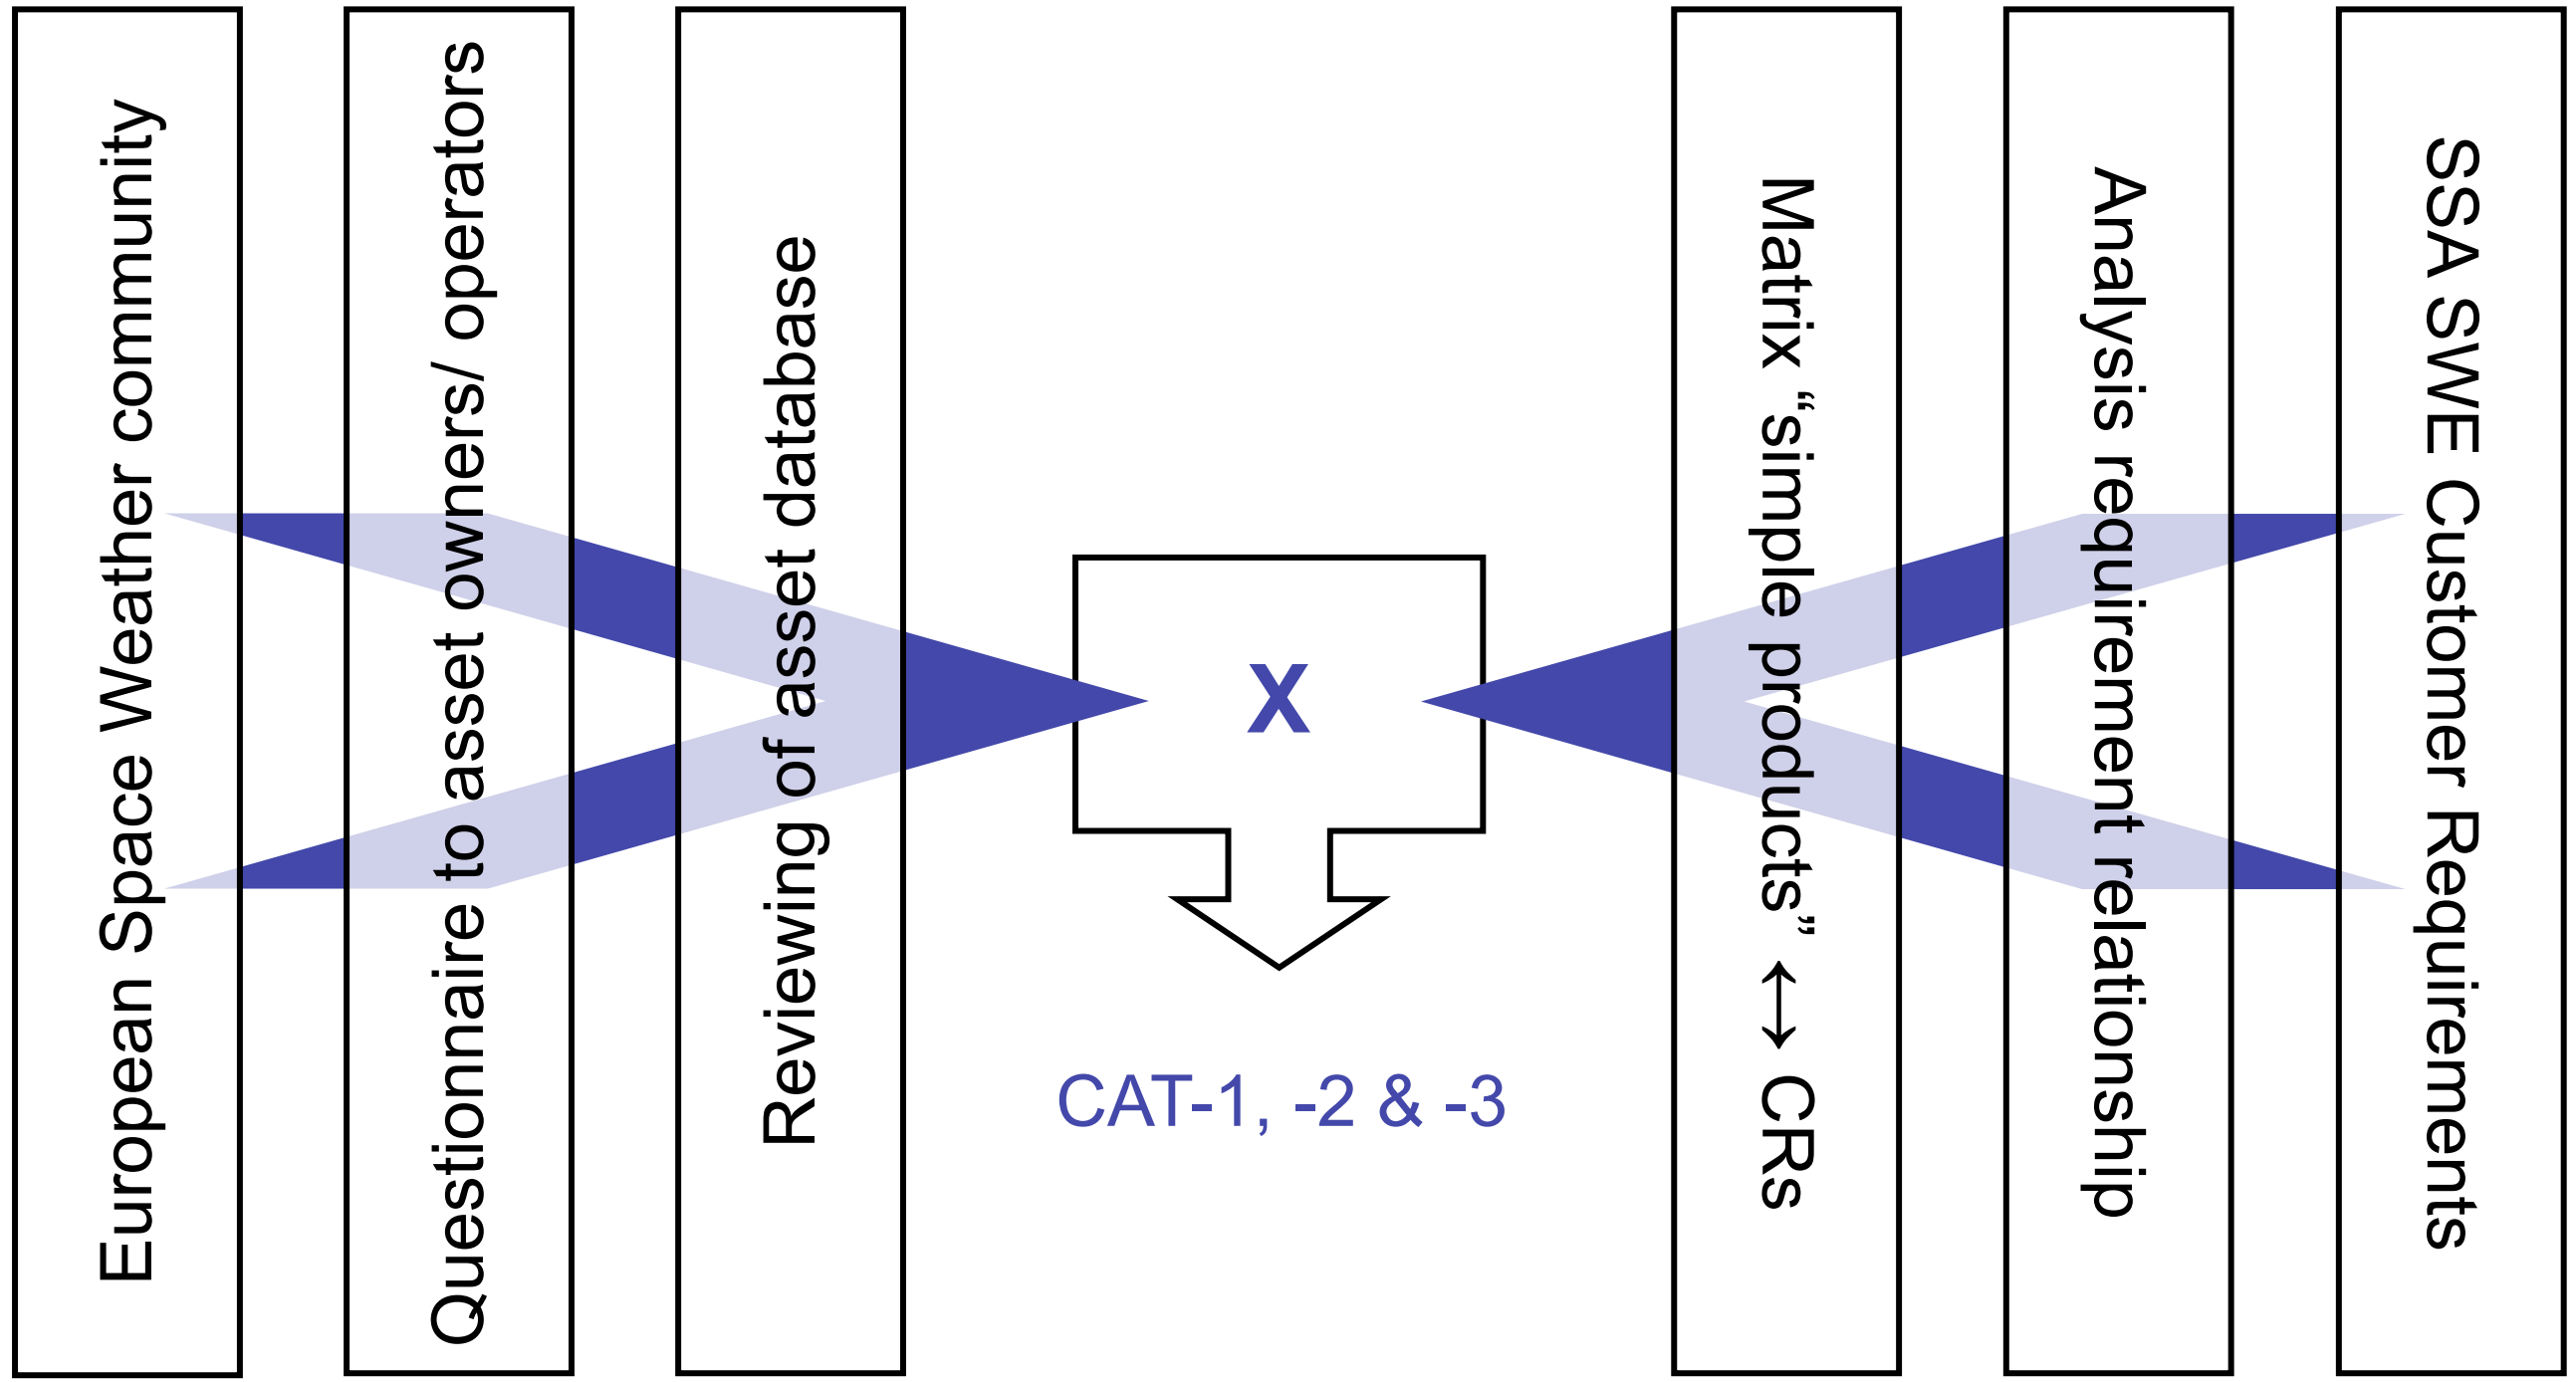 European Space Weather community
Questionnaire to asset owners/ operators
Reviewing of asset database
X
CAT-1, -2 & -3
Matrix “simple products” ↔ CRs
Analysis requirement relationship
SSA SWE Customer Requirements